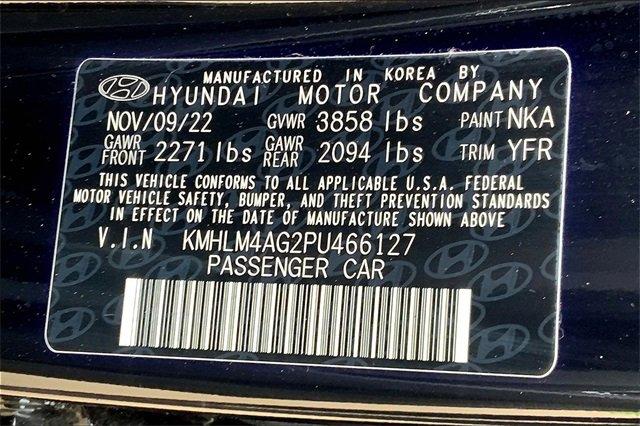 MANUFACTURED IN KOREA BY
HYUNDAI MOTOR COMPANY
NOV/09/22 GVWR 3858 lbs PAINT NKA
GAWR FRONT 2271 lbs GAWR REAR 2094 lbs TRIM YFR
THIS VEHICLE CONFORMS TO ALL APPLICABLE U.S.A. FEDERAL
MOTOR VEHICLE SAFETY, BUMPER, AND THEFT PREVENTION STANDARDS
IN EFFECT ON THE DATE OF MANUFACTURE SHOWN ABOVE
V.I.N KMHLM4AG2PU466127
PASSENGER CAR